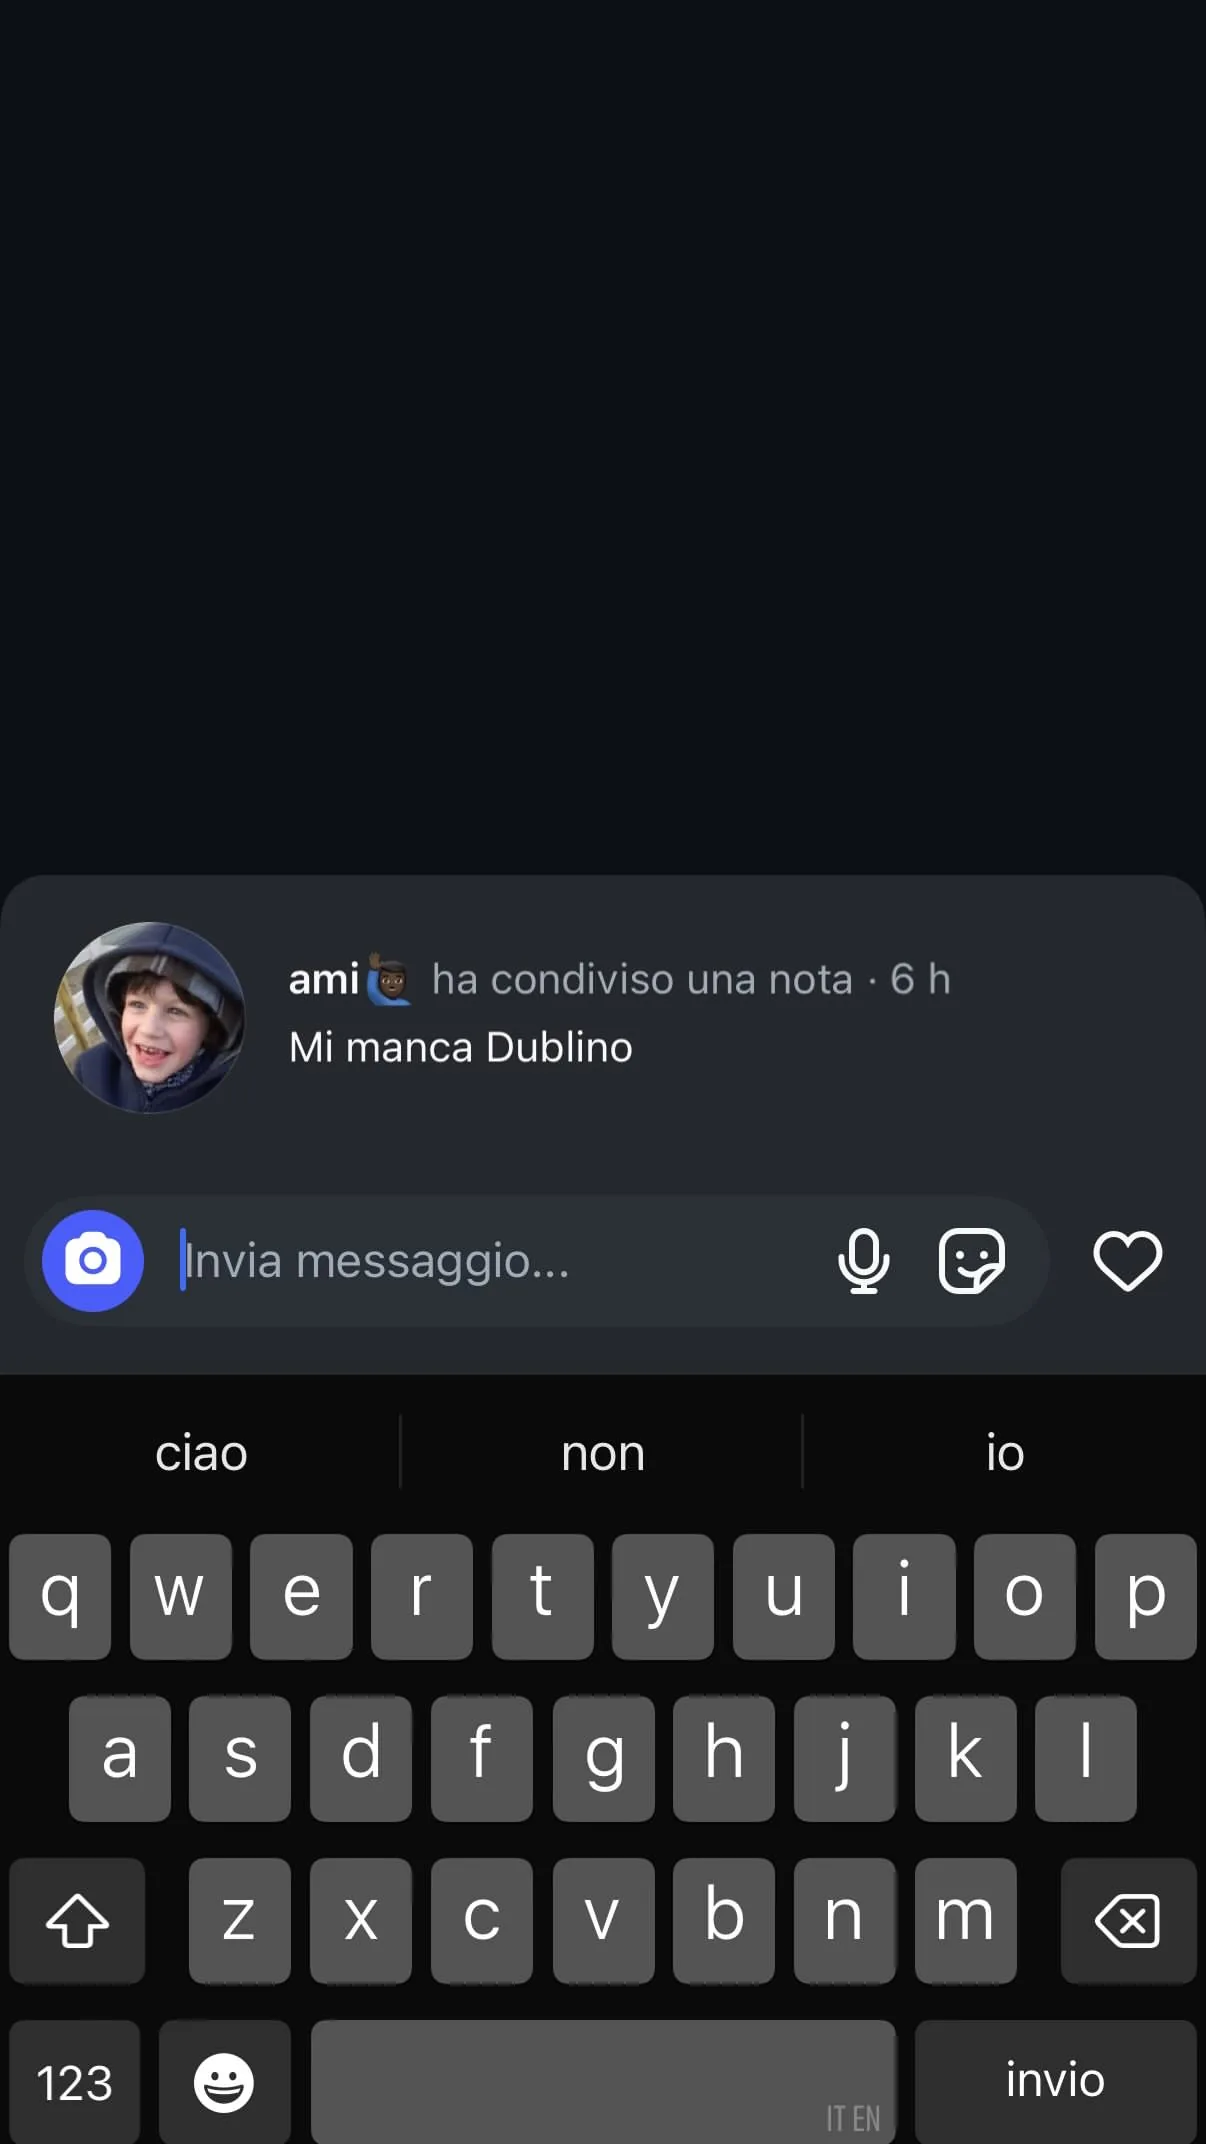 ami🙋🏿‍♂️ ha condiviso una nota · 6 h
Mi manca Dublino
Invia messaggio...
ciao non io
q w e r t y u i o p
a s d f g h j k l
z x c v b n m
123 invio
IT EN